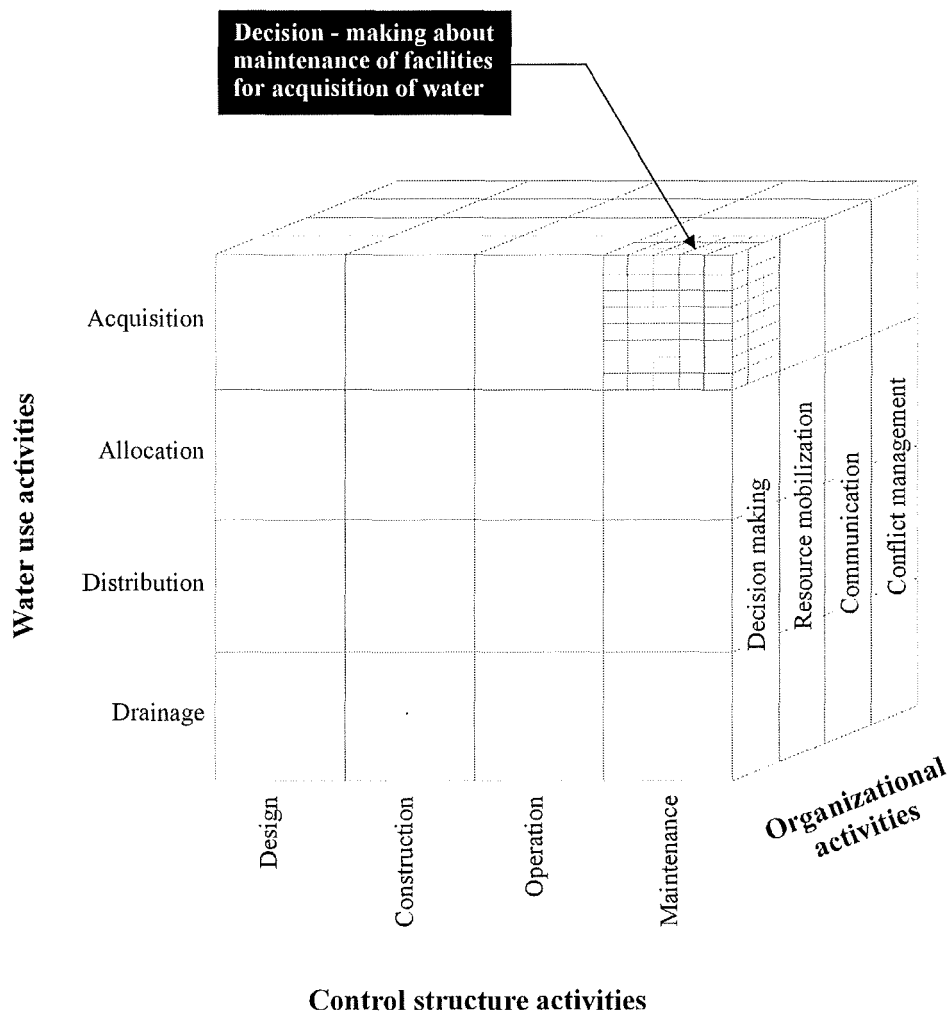 Decision - making about
maintenance of facilities
for acquisition of water
Water use activities
Acquisition
Allocation
Distribution
Drainage
Decision making
Resource mobilization
Communication
Conflict management
Design
Construction
Operation
Maintenance
Organizational
activities
Control structure activities